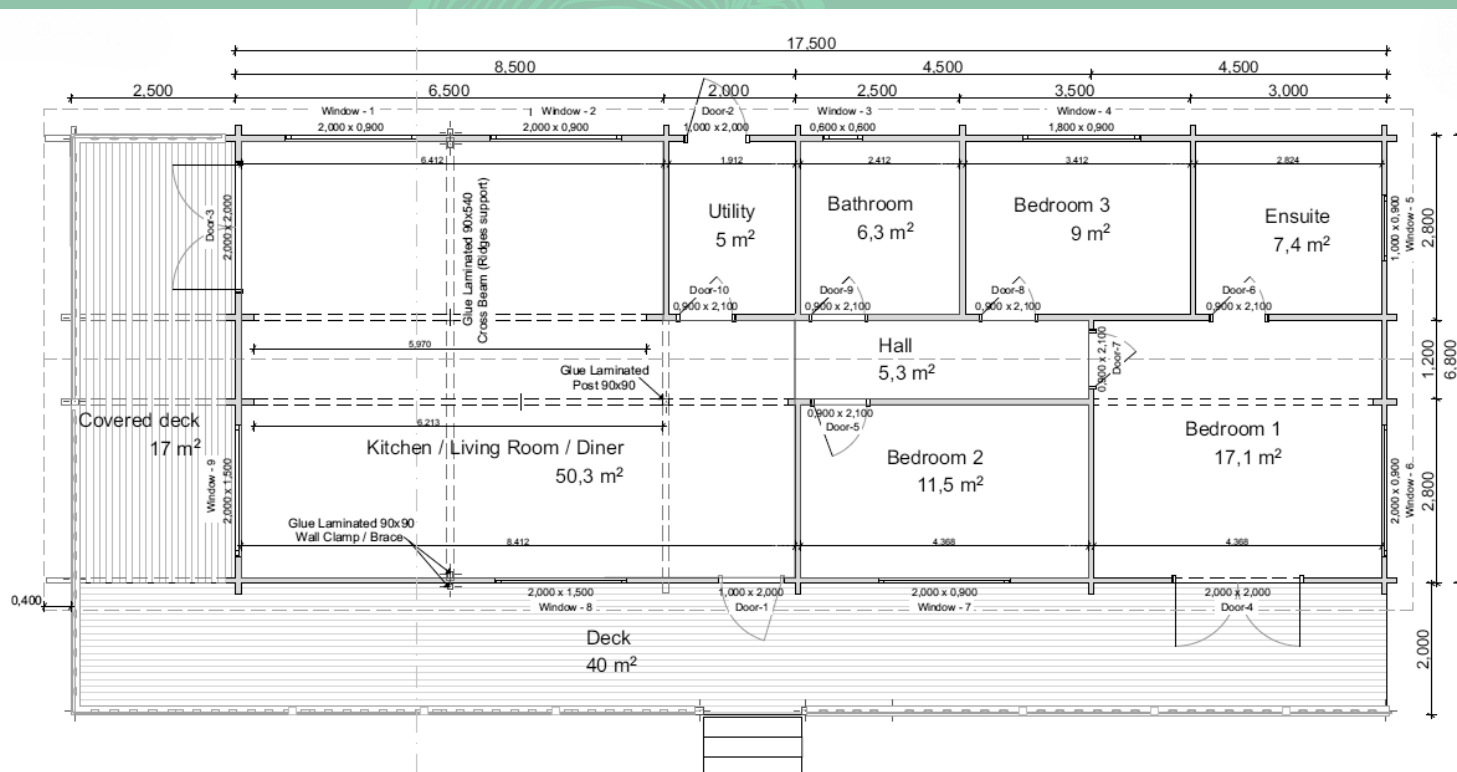 17,500
8,500
4,500
4,500
2,500
6,500
2,000
2,500
3,500
3,000
Window - 1
2,000 x 0,900
Window - 2
2,000 x 0,900
Door-2
1,000 x 2,000
Window - 3
0,600 x 0,600
Window - 4
1,800 x 0,900
6.412
1.912
2.412
3.412
2.824
Door-3
2,000 x 2,000
Glue Laminated 90x540
Cross Beam (Ridges support)
Utility
5 m²
Bathroom
6,3 m²
Bedroom 3
9 m²
Ensuite
7,4 m²
1,000 x 0,900
Window - 5
2,800
Door-10
0,900 x 2,100
Door-9
0,900 x 2,100
Door-8
0,900 x 2,100
Door-6
0,900 x 2,100
5,970
Glue Laminated
Post 90x90
Hall
5,3 m²
0,900 x 2,100
Door-7
1,200
6,800
Covered deck
17 m²
6.213
Kitchen / Living Room / Diner
50,3 m²
0,900 x 2,100
Door-5
Bedroom 2
11,5 m²
Bedroom 1
17,1 m²
Window - 9
2,000 x 1,500
2,000 x 0,900
Window - 6
2,800
Glue Laminated 90x90
Wall Clamp / Brace
8.412
4.368
4.368
0,400
2,000 x 1,500
Window - 8
1,000 x 2,000
Door-1
2,000 x 0,900
Window - 7
2,000 x 2,000
Door-4
Deck
40 m²
2,000